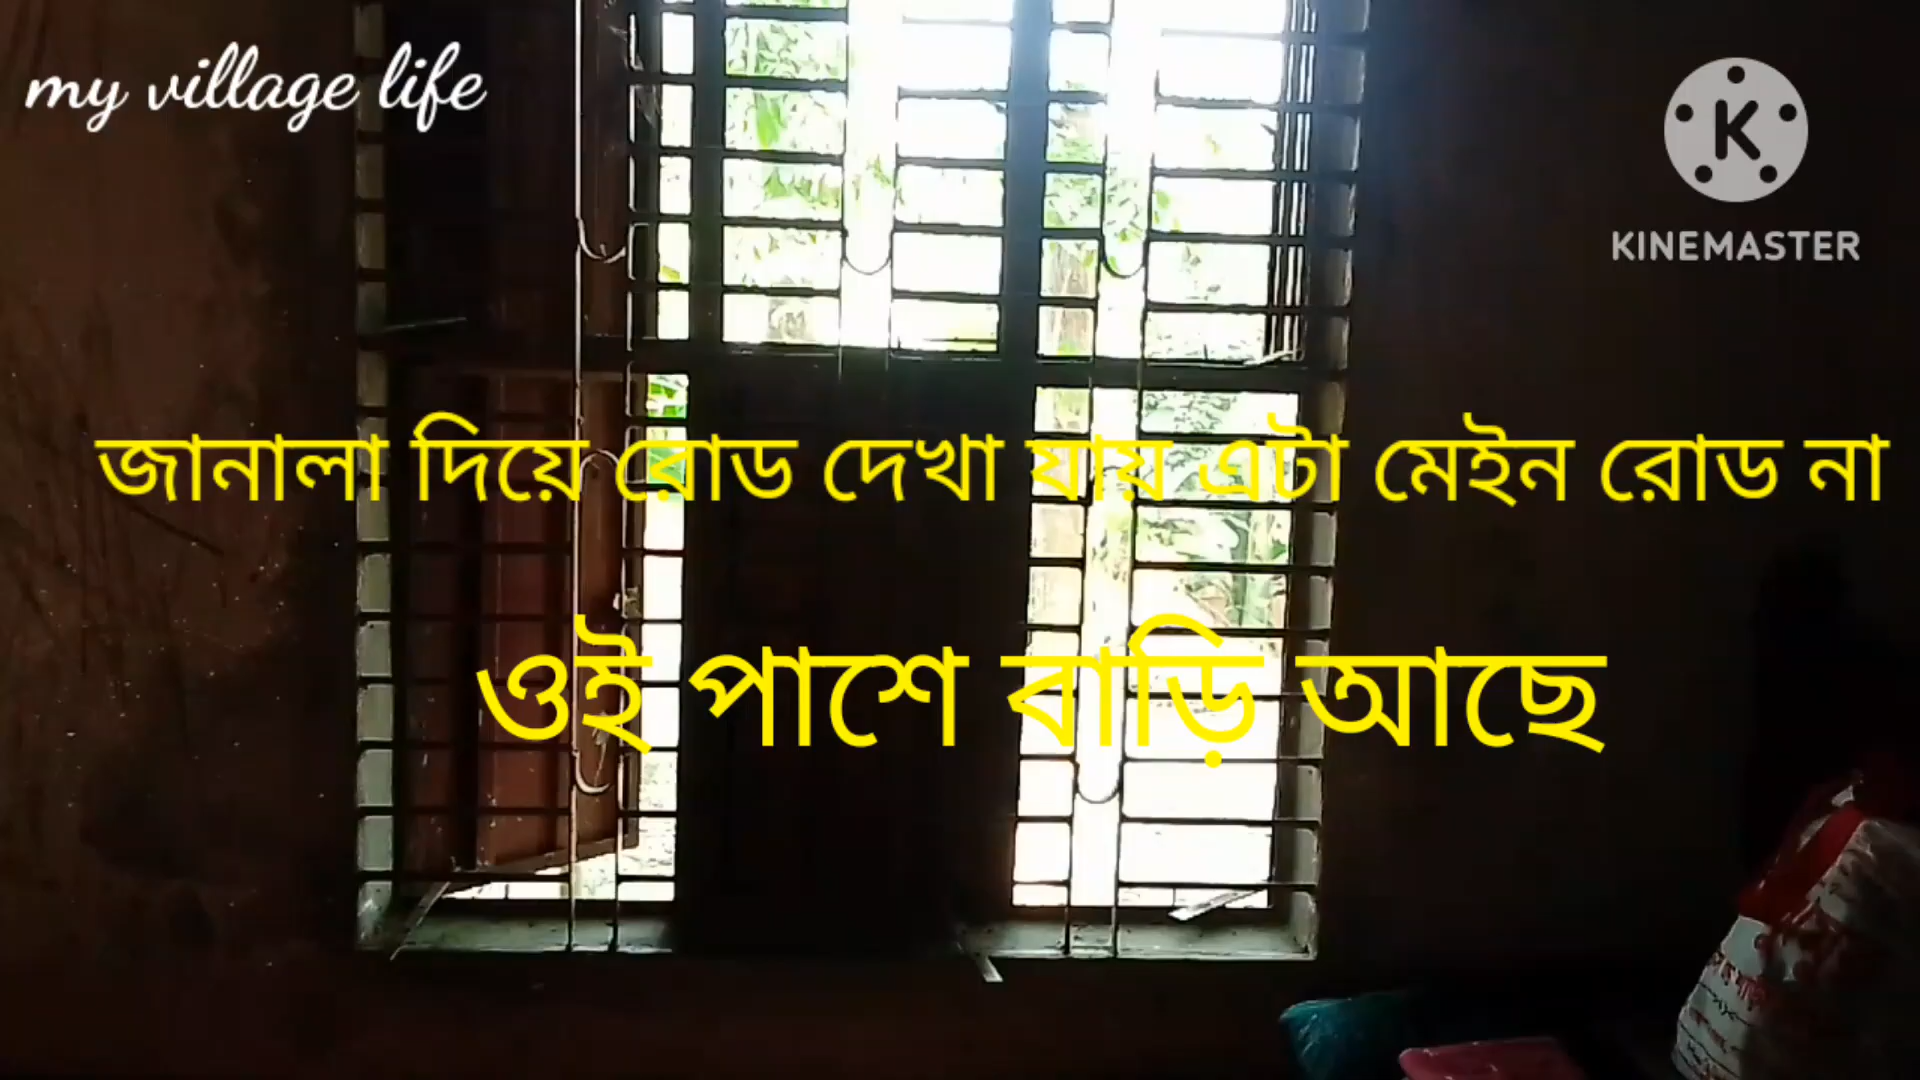 my village life
KINEMASTER
জানালা দিয়ে রোড দেখা যায় এটা মেইন রোড না
ওই পাশে বাড়ি আছে